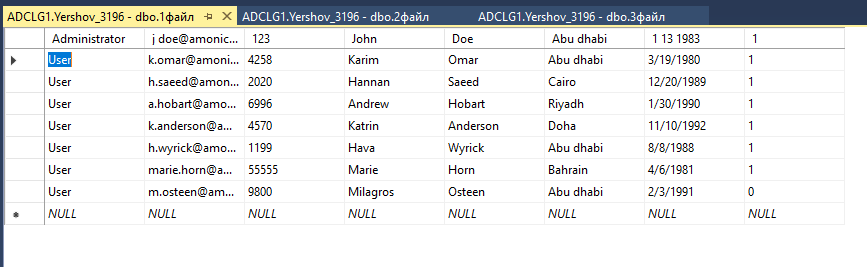 ADCLG1.Yershov_3196 - dbo.1файл ADCLG1.Yershov_3196 - dbo.2файл ADCLG1.Yershov_3196 - dbo.3файл
Administrator j doe@amonic... 123 John Doe Abu dhabi 1 13 1983 1
User k.omar@amoni... 4258 Karim Omar Abu dhabi 3/19/1980 1
User h.saeed@amo... 2020 Hannan Saeed Cairo 12/20/1989 1
User a.hobart@amo... 6996 Andrew Hobart Riyadh 1/30/1990 1
User k.anderson@a... 4570 Katrin Anderson Doha 11/10/1992 1
User h.wyrick@amo... 1199 Hava Wyrick Abu dhabi 8/8/1988 1
User marie.horn@a... 55555 Marie Horn Bahrain 4/6/1981 1
User m.osteen@am... 9800 Milagros Osteen Abu dhabi 2/3/1991 0
NULL NULL NULL NULL NULL NULL NULL NULL